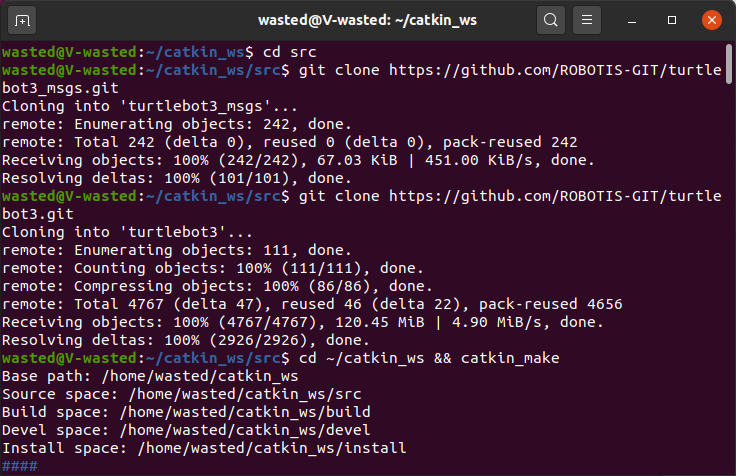 wasted@V-wasted: ~/catkin_ws
wasted@V-wasted:~/catkin_ws$ cd src
wasted@V-wasted:~/catkin_ws/src$ git clone https://github.com/ROBOTIS-GIT/turtle
bot3_msgs.git
Cloning into 'turtlebot3_msgs'...
remote: Enumerating objects: 242, done.
remote: Total 242 (delta 0), reused 0 (delta 0), pack-reused 242
Receiving objects: 100% (242/242), 67.03 KiB | 451.00 KiB/s, done.
Resolving deltas: 100% (101/101), done.
wasted@V-wasted:~/catkin_ws/src$ git clone https://github.com/ROBOTIS-GIT/turtle
bot3.git
Cloning into 'turtlebot3'...
remote: Enumerating objects: 111, done.
remote: Counting objects: 100% (111/111), done.
remote: Compressing objects: 100% (86/86), done.
remote: Total 4767 (delta 47), reused 46 (delta 22), pack-reused 4656
Receiving objects: 100% (4767/4767), 120.45 MiB | 4.90 MiB/s, done.
Resolving deltas: 100% (2926/2926), done.
wasted@V-wasted:~/catkin_ws/src$ cd ~/catkin_ws && catkin_make
Base path: /home/wasted/catkin_ws
Source space: /home/wasted/catkin_ws/src
Build space: /home/wasted/catkin_ws/build
Devel space: /home/wasted/catkin_ws/devel
Install space: /home/wasted/catkin_ws/install
####